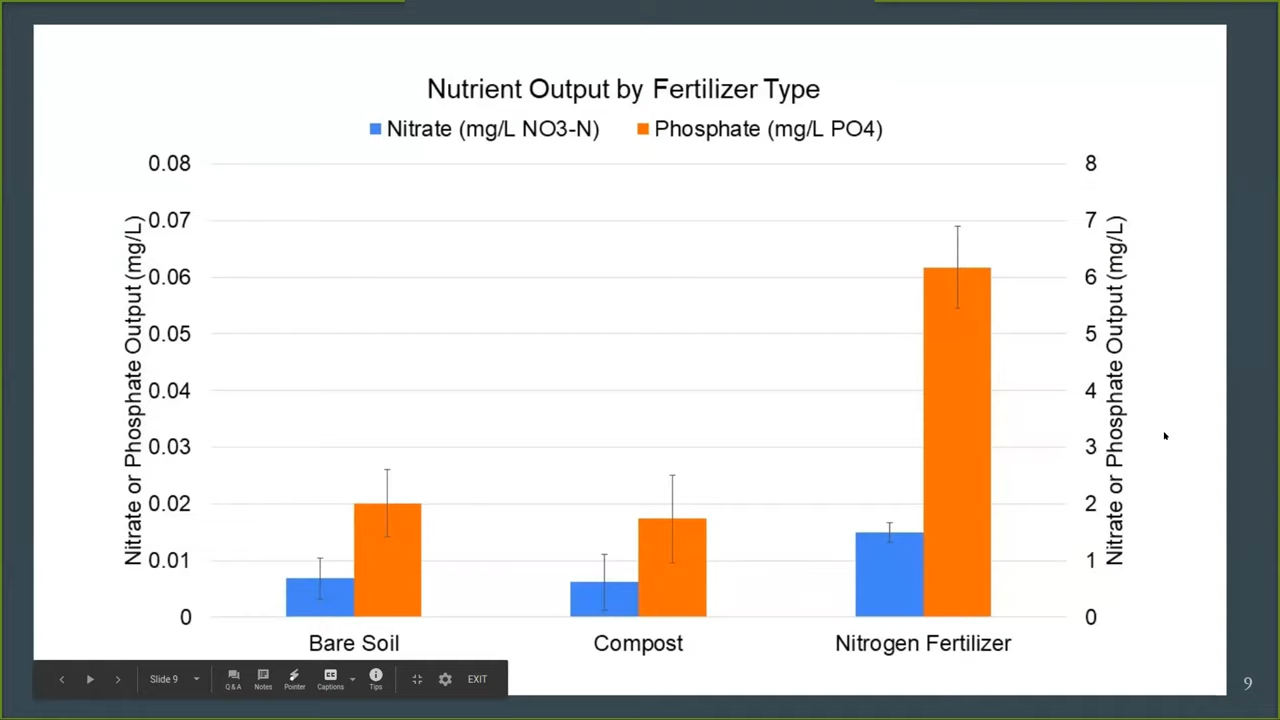 Nutrient Output by Fertilizer Type
Nitrate (mg/L NO3-N)
Phosphate (mg/L PO4)
0.08
0.07
0.06
0.05
0.04
0.03
0.02
0.01
0
Nitrate or Phosphate Output (mg/L)
8
7
6
5
4
3
2
1
0
Nitrate or Phosphate Output (mg/L)
Bare Soil
Compost
Nitrogen Fertilizer
Slide 9
Q & A
Notes
Pointer
CC
Captions
Tips
EXIT
9